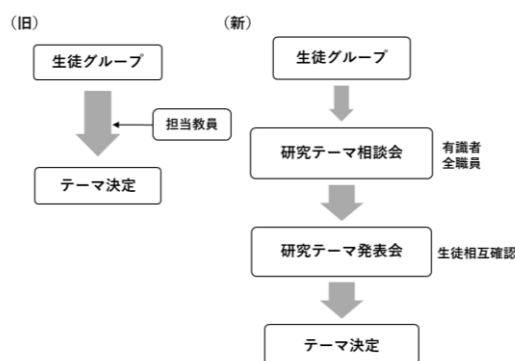 （旧）
生徒グループ
担当教員
テーマ決定
（新）
生徒グループ
研究テーマ相談会
有識者
全職員
研究テーマ発表会
生徒相互確認
テーマ決定